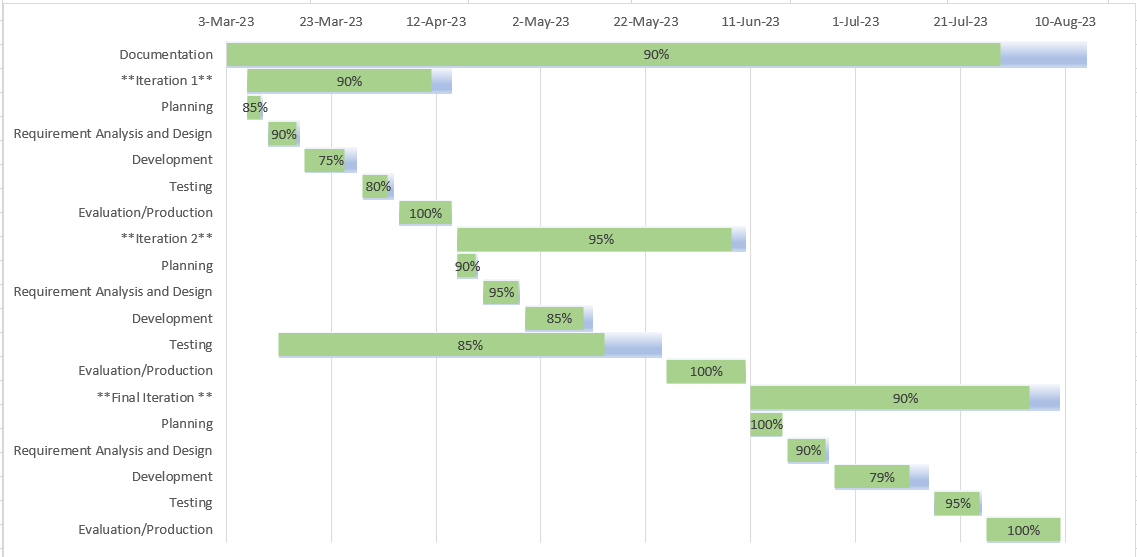 3-Mar-23 23-Mar-23 12-Apr-23 2-May-23 22-May-23 11-Jun-23 1-Jul-23 21-Jul-23 10-Aug-23
Documentation 90%
**Iteration 1** 90%
Planning 85%
Requirement Analysis and Design 90%
Development 75%
Testing 80%
Evaluation/Production 100%
**Iteration 2** 95%
Planning 90%
Requirement Analysis and Design 95%
Development 85%
Testing 85%
Evaluation/Production 100%
**Final Iteration ** 90%
Planning 100%
Requirement Analysis and Design 90%
Development 79%
Testing 95%
Evaluation/Production 100%